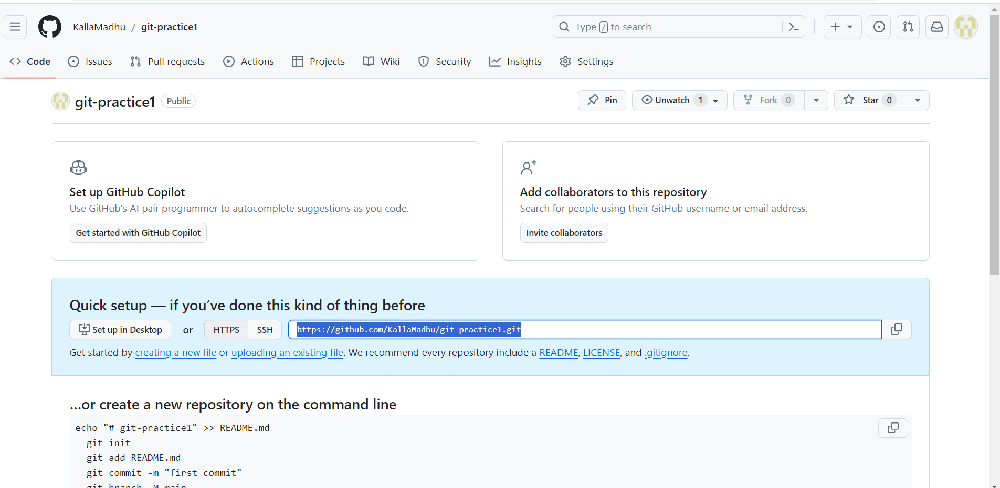 KallaMadhu / git-practice1
Type / to search
Code Issues Pull requests Actions Projects Wiki Security Insights Settings
git-practice1 Public
Pin Unwatch 1 Fork 0 Star 0
Set up GitHub Copilot
Use GitHub's AI pair programmer to autocomplete suggestions as you code.
Get started with GitHub Copilot
Add collaborators to this repository
Search for people using their GitHub username or email address.
Invite collaborators
Quick setup — if you’ve done this kind of thing before
Set up in Desktop or HTTPS SSH https://github.com/KallaMadhu/git-practice1.git
Get started by creating a new file or uploading an existing file. We recommend every repository include a README, LICENSE, and .gitignore.
…or create a new repository on the command line
echo "# git-practice1" >> README.md
git init
git add README.md
git commit -m "first commit"
git branch -M main